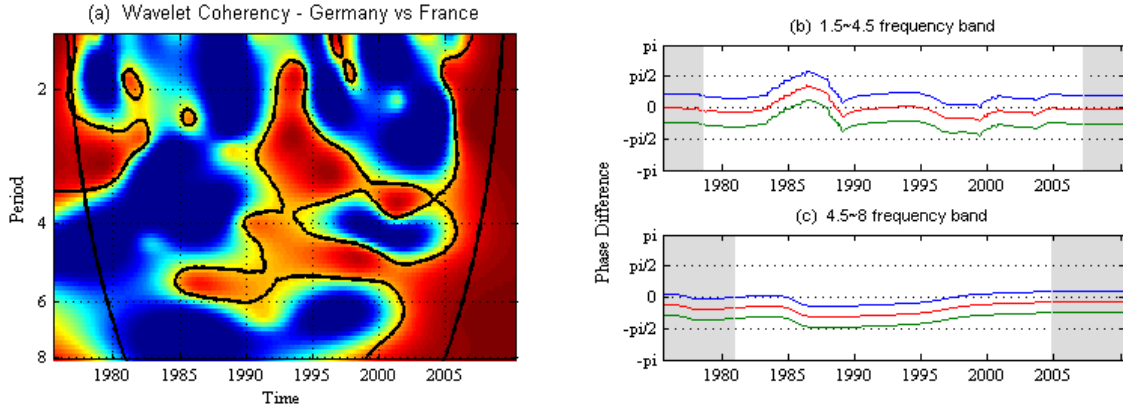 (a) Wavelet Coherency - Germany vs France
Period
2
4
6
8
1980 1985 1990 1995 2000 2005
Time
Phase Difference
(b) 1.5~4.5 frequency band
pi
pi/2
0
-pi/2
-pi
1980 1985 1990 1995 2000 2005
(c) 4.5~8 frequency band
pi
pi/2
0
-pi/2
-pi
1980 1985 1990 1995 2000 2005